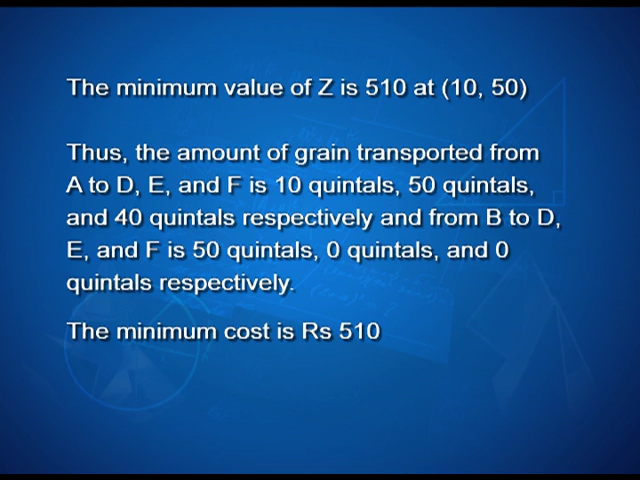 The minimum value of Z is 510 at (10, 50)
Thus, the amount of grain transported from
A to D, E, and F is 10 quintals, 50 quintals,
and 40 quintals respectively and from B to D,
E, and F is 50 quintals, 0 quintals, and 0
quintals respectively.
The minimum cost is Rs 510